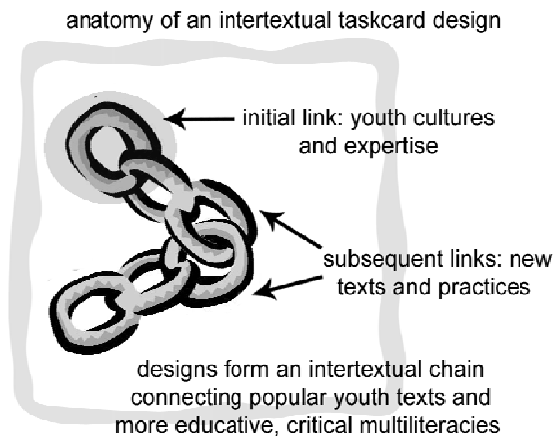 anatomy of an intertextual taskcard design
initial link: youth cultures
and expertise
subsequent links: new
texts and practices
designs form an intertextual chain
connecting popular youth texts and
more educative, critical multiliteracies